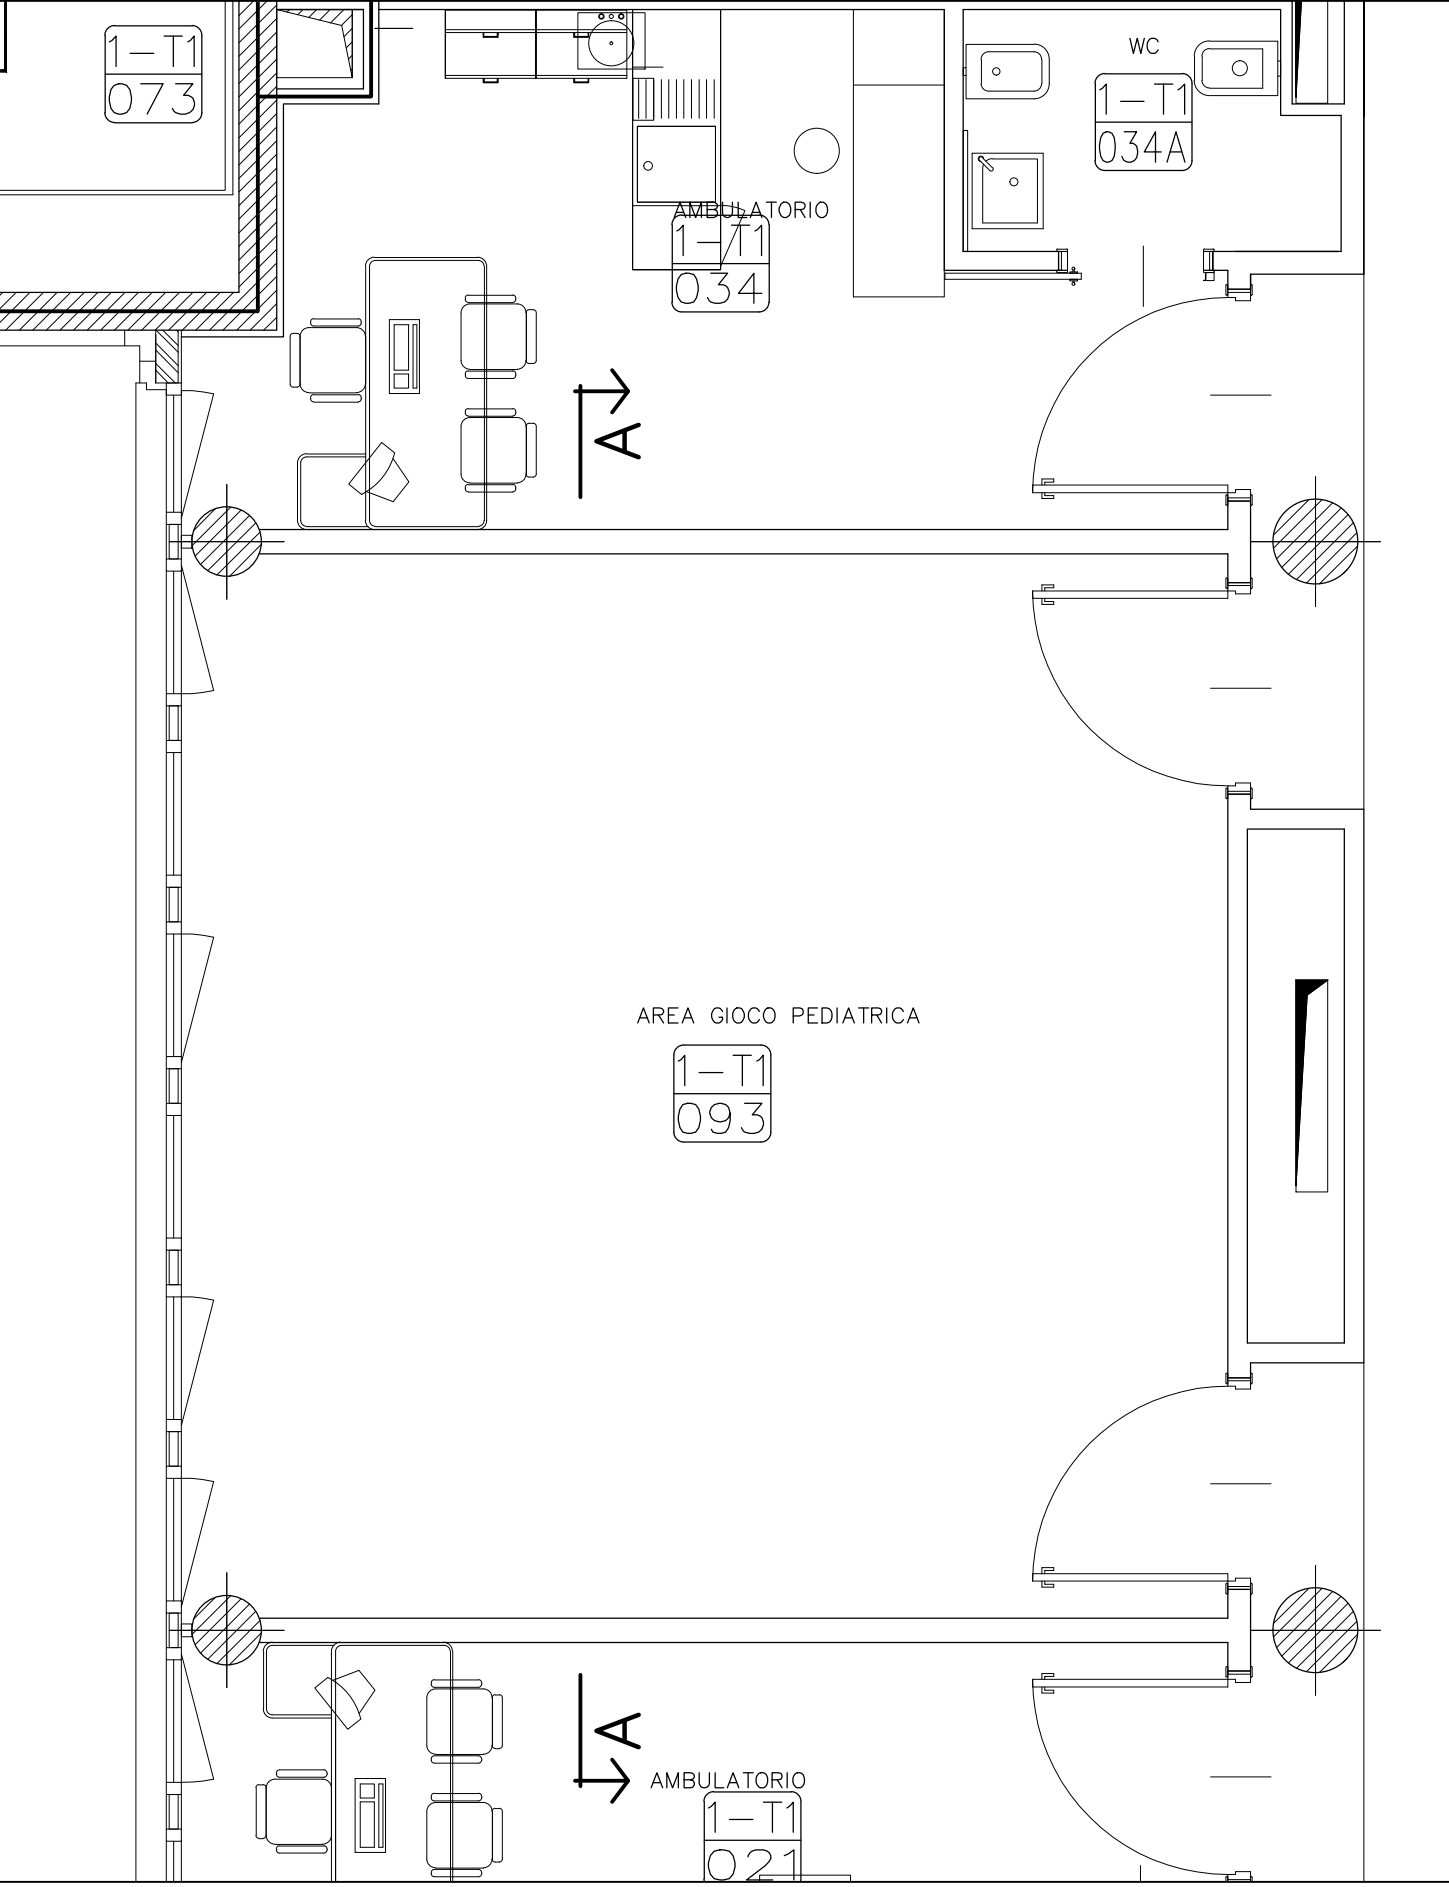 1-T1
073
WC
1-T1
034A
AMBULATORIO
1-T1
034
A
AREA GIOCO PEDIATRICA
1-T1
093
A
AMBULATORIO
1-T1
021